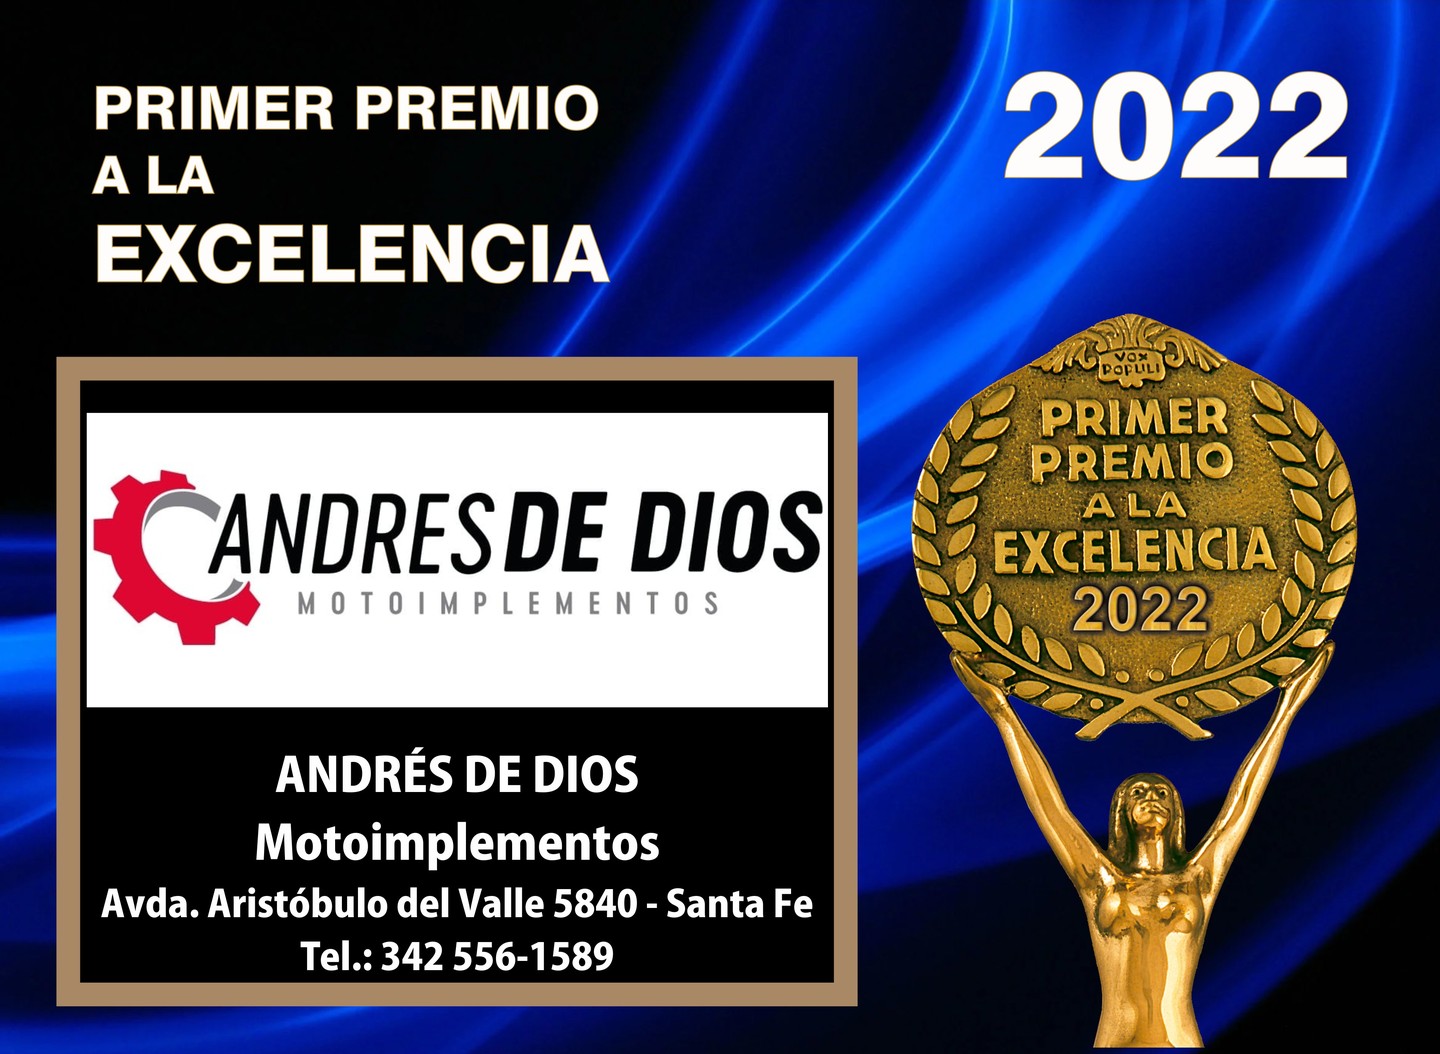 PRIMER PREMIO
A LA
EXCELENCIA
2022
ANDRES DE DIOS
MOTOIMPLEMENTOS
ANDRÉS DE DIOS
Motoimplementos
Avda. Aristóbulo del Valle 5840 - Santa Fe
Tel.: 342 556-1589
VOX
POPULI
PRIMER
PREMIO
A LA
EXCELENCIA
2022